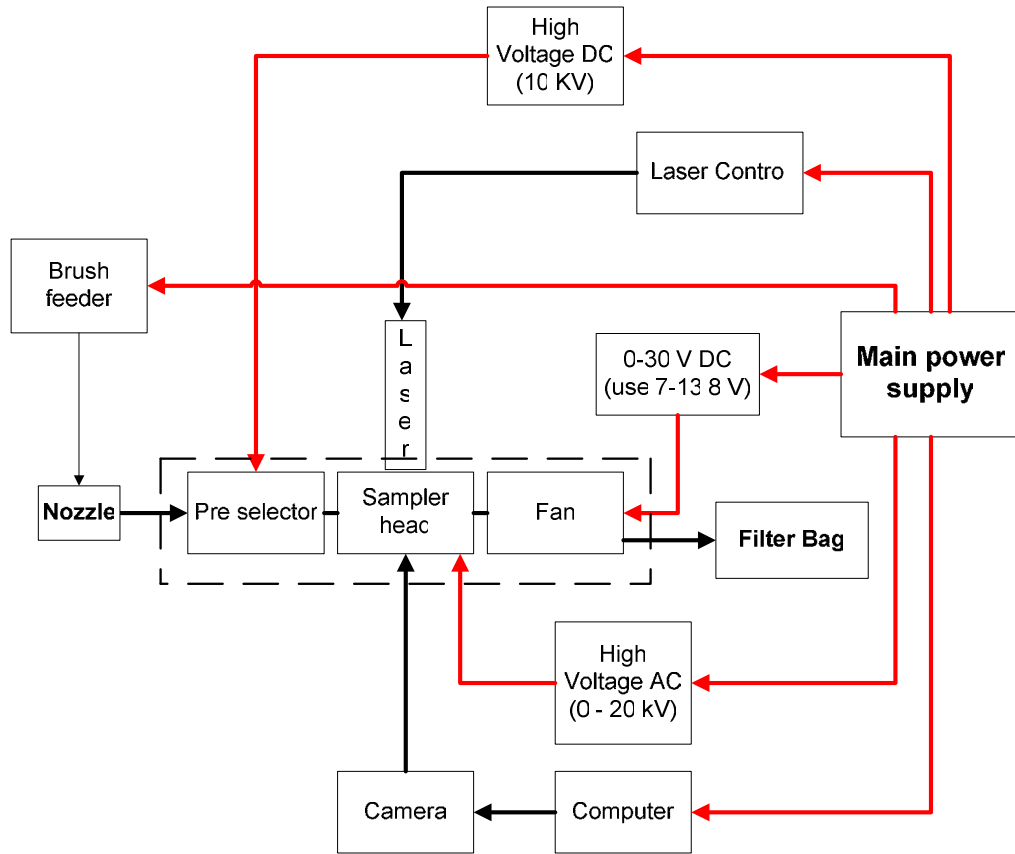 High
Voltage DC
(10 KV)
Laser Contro
Brush
feeder
L
a
s
e
r
0-30 V DC
(use 7-13 8 V)
Main power
supply
Nozzle
Pre selector
Sampler
head
Fan
Filter Bag
High
Voltage AC
(0 - 20 kV)
Camera
Computer